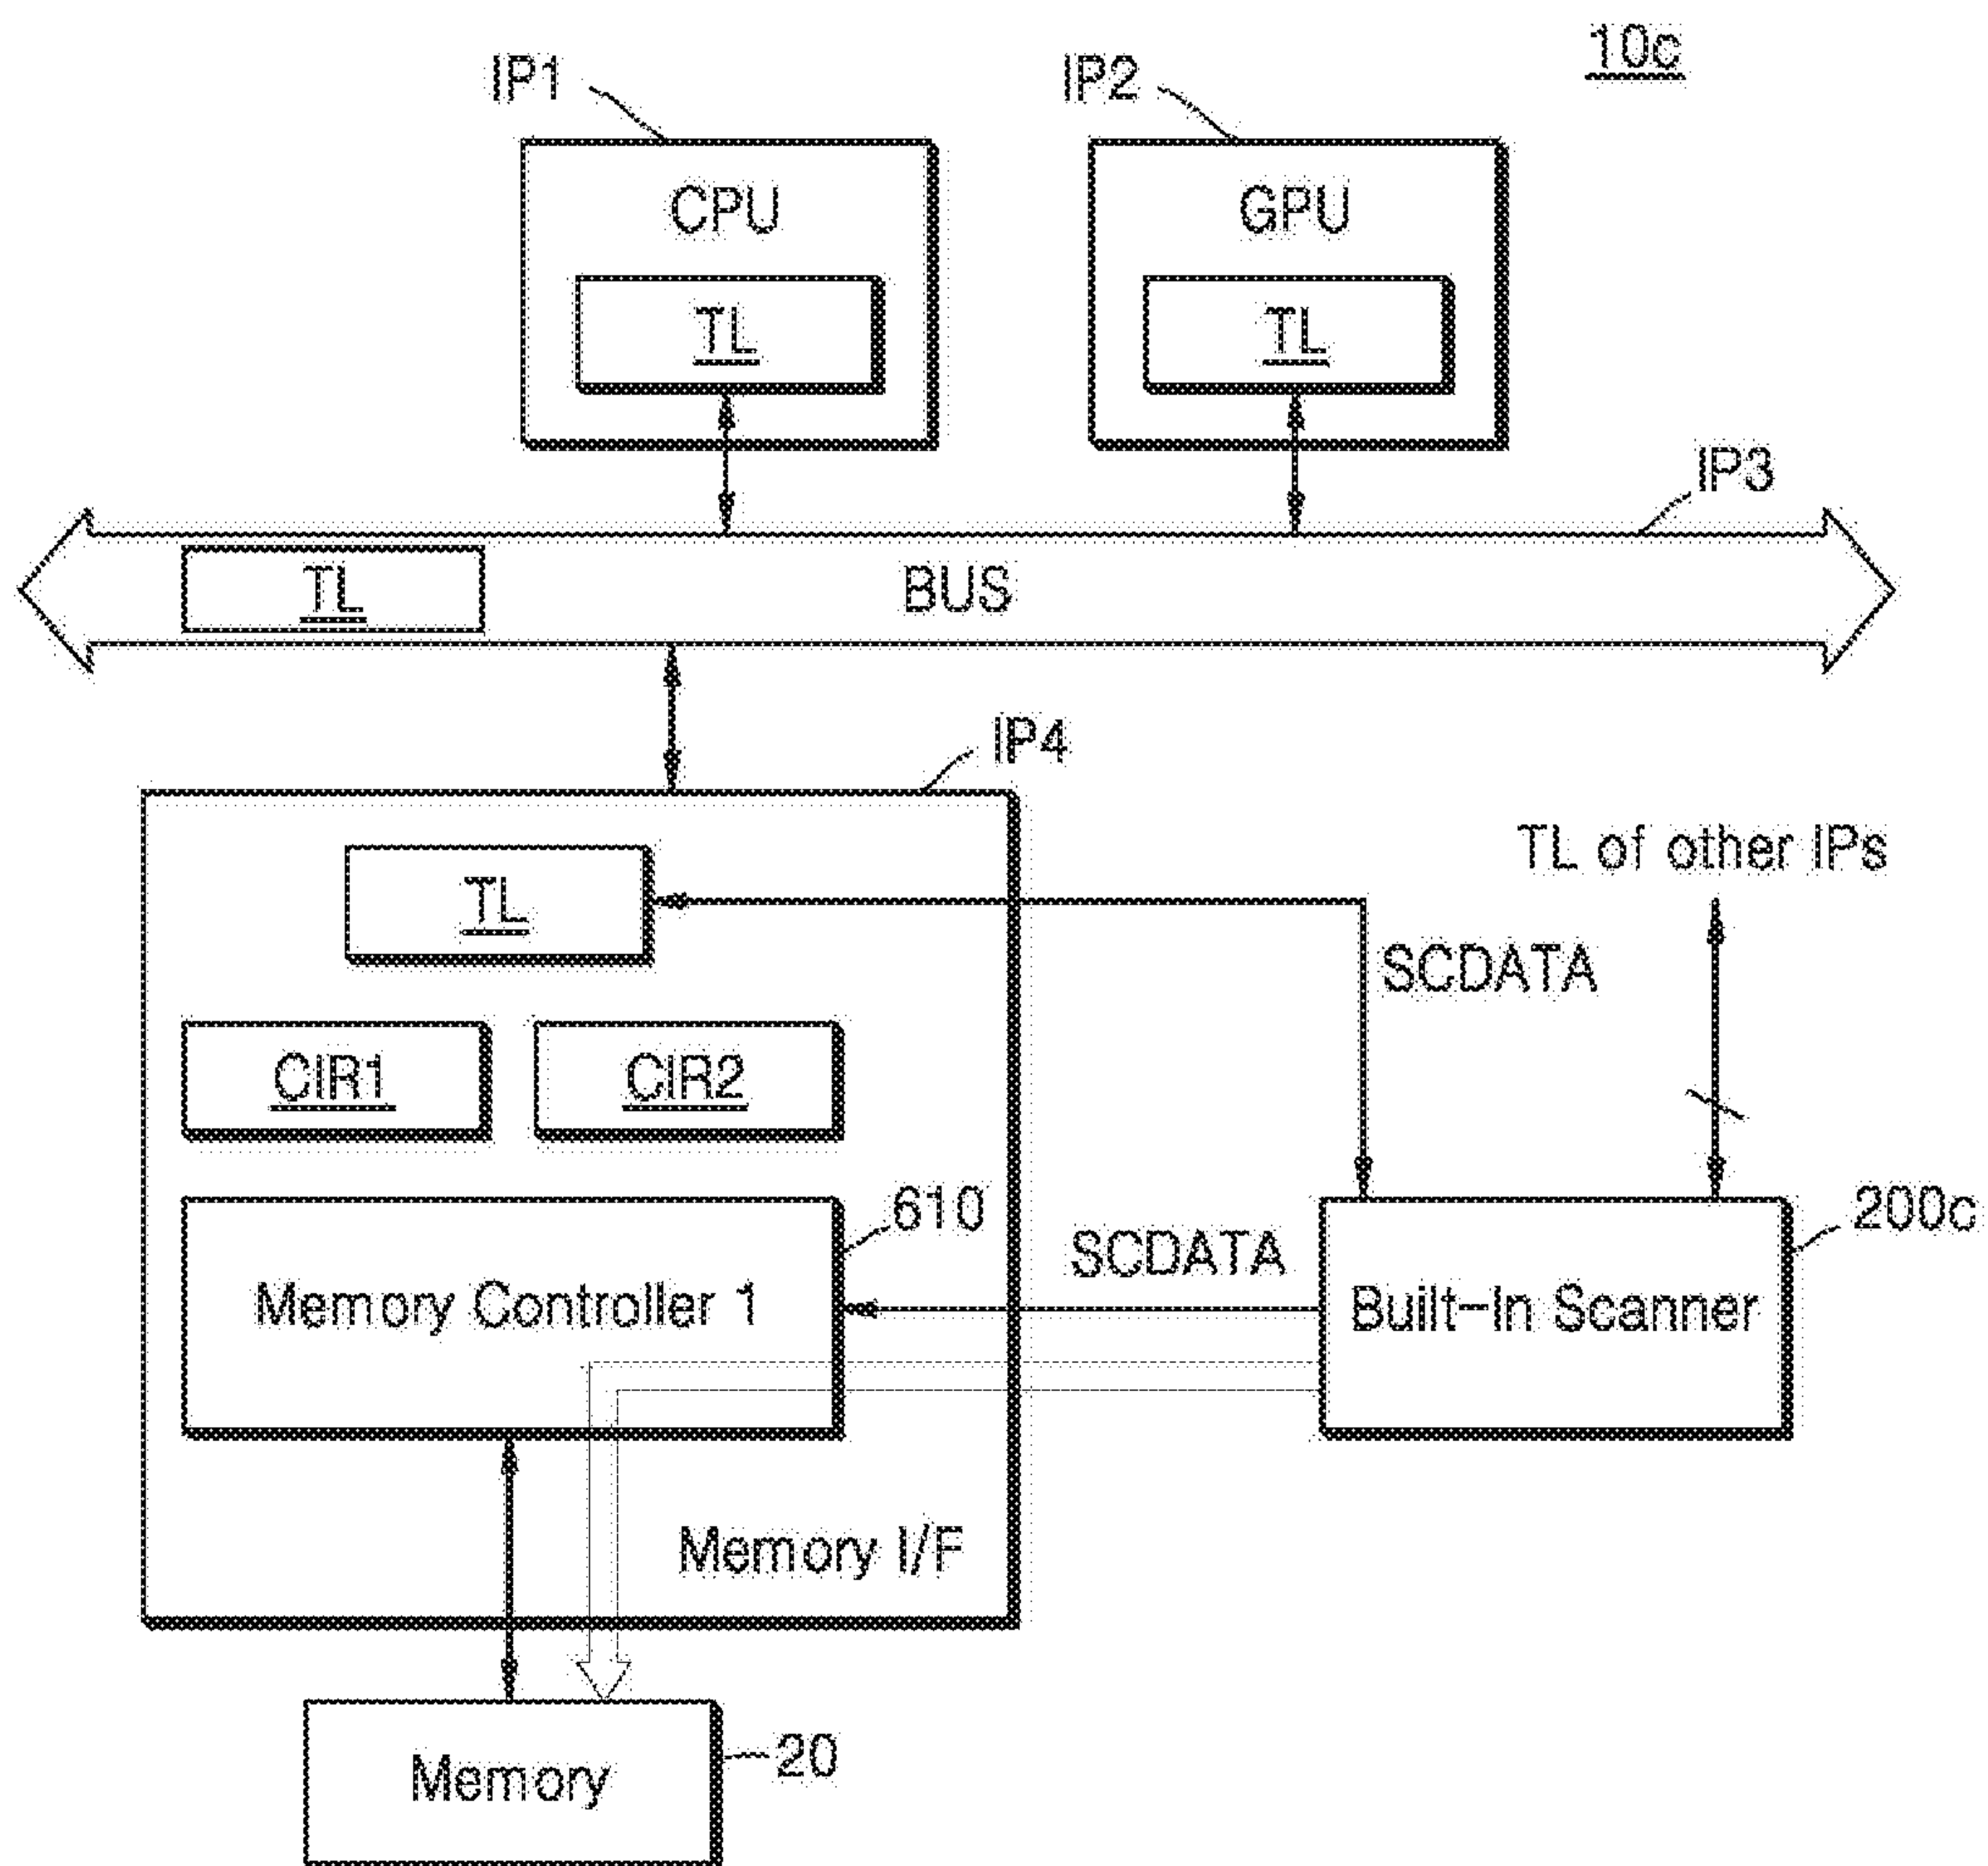 10c
IP1
IP2
CPU
GPU
TL
TL
IP3
TL
BUS
IP4
TL of other IPs
TL
SCDATA
CIR1
CIR2
610
200c
SCDATA
Memory Controller 1
Built-In Scanner
Memory I/F
Memory
20